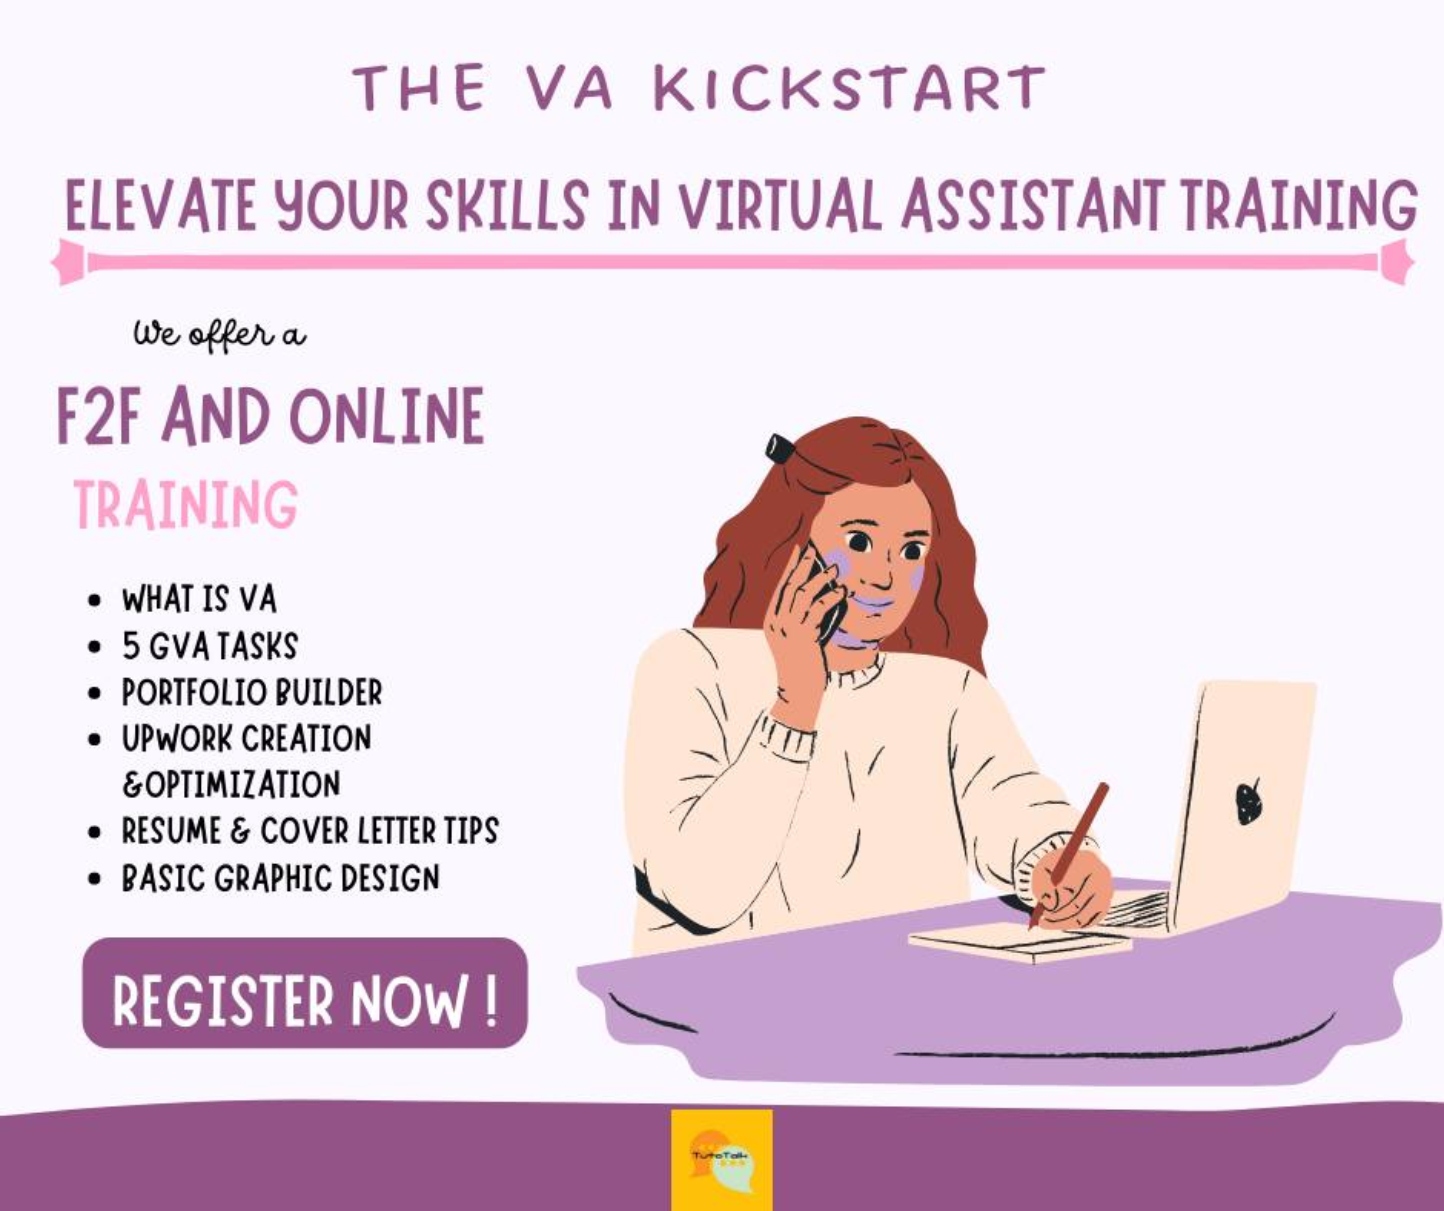 THE VA KICKSTART
ELEVATE YOUR SKILLS IN VIRTUAL ASSISTANT TRAINING
We offer a
F2F AND ONLINE
TRAINING
• WHAT IS VA
• 5 GVA TASKS
• PORTFOLIO BUILDER
• UPWORK CREATION
&OPTIMIZATION
• RESUME & COVER LETTER TIPS
• BASIC GRAPHIC DESIGN
REGISTER NOW !
TutoTalk